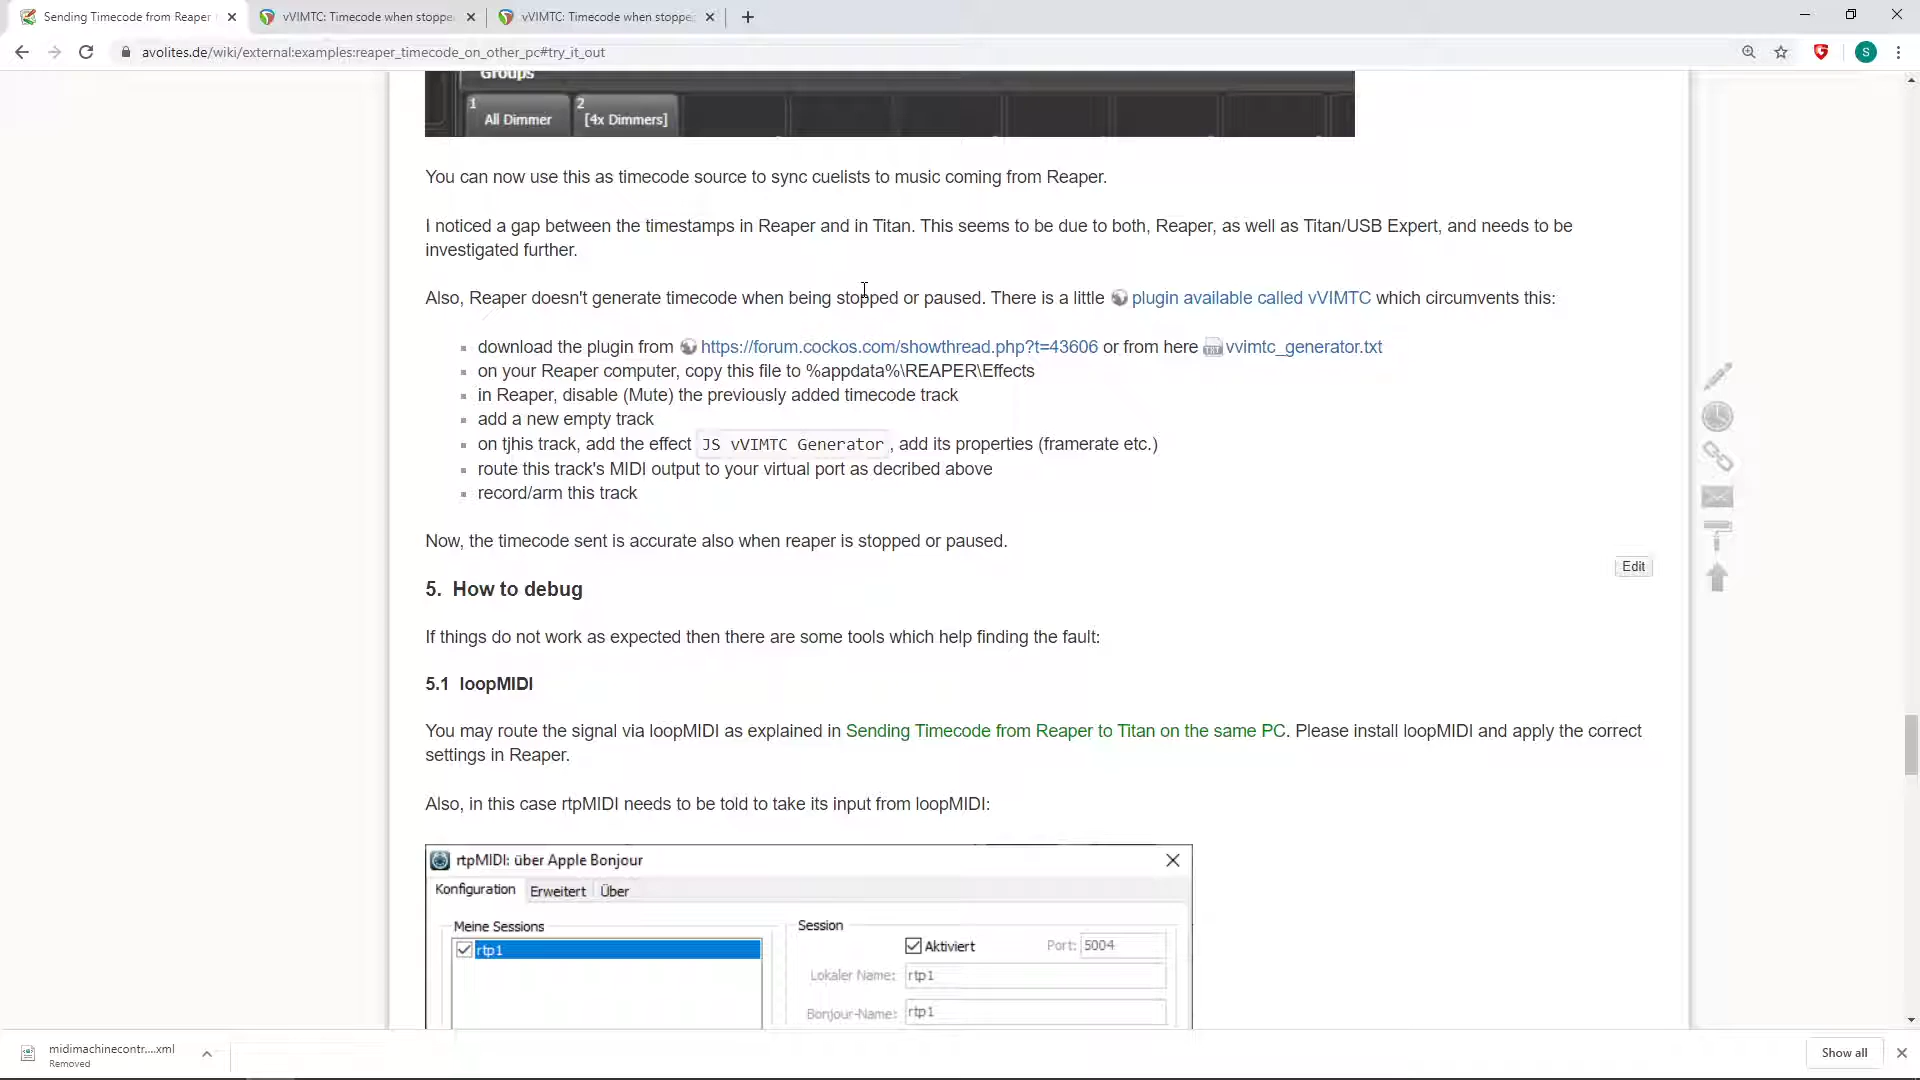 Sending Timecode from Reaper
vVIMTC: Timecode when stoppe
vVIMTC: Timecode when stoppe
avolites.de/wiki/external:examples:reaper_timecode_on_other_pc#try_it_out
S
Groups
1
All Dimmer
2
[4x Dimmers]
You can now use this as timecode source to sync cuelists to music coming from Reaper.
I noticed a gap between the timestamps in Reaper and in Titan. This seems to be due to both, Reaper, as well as Titan/USB Expert, and needs to be
investigated further.
Also, Reaper doesn't generate timecode when being stopped or paused. There is a little plugin available called vVIMTC which circumvents this:
download the plugin from https://forum.cockos.com/showthread.php?t=43606 or from here TXT vvimtc_generator.txt
on your Reaper computer, copy this file to %appdata%\REAPER\Effects
in Reaper, disable (Mute) the previously added timecode track
add a new empty track
on tjhis track, add the effect JS vVIMTC Generator , add its properties (framerate etc.)
route this track's MIDI output to your virtual port as decribed above
record/arm this track
Now, the timecode sent is accurate also when reaper is stopped or paused.
Edit
5. How to debug
If things do not work as expected then there are some tools which help finding the fault:
5.1 loopMIDI
You may route the signal via loopMIDI as explained in Sending Timecode from Reaper to Titan on the same PC. Please install loopMIDI and apply the correct
settings in Reaper.
Also, in this case rtpMIDI needs to be told to take its input from loopMIDI:
rtpMIDI: über Apple Bonjour
Konfiguration Erweitert Über
Meine Sessions
rtp1
Session
Aktiviert Port: 5004
Lokaler Name: rtp1
Bonjour-Name: rtp1
midimachinecontr....xml
Removed
Show all